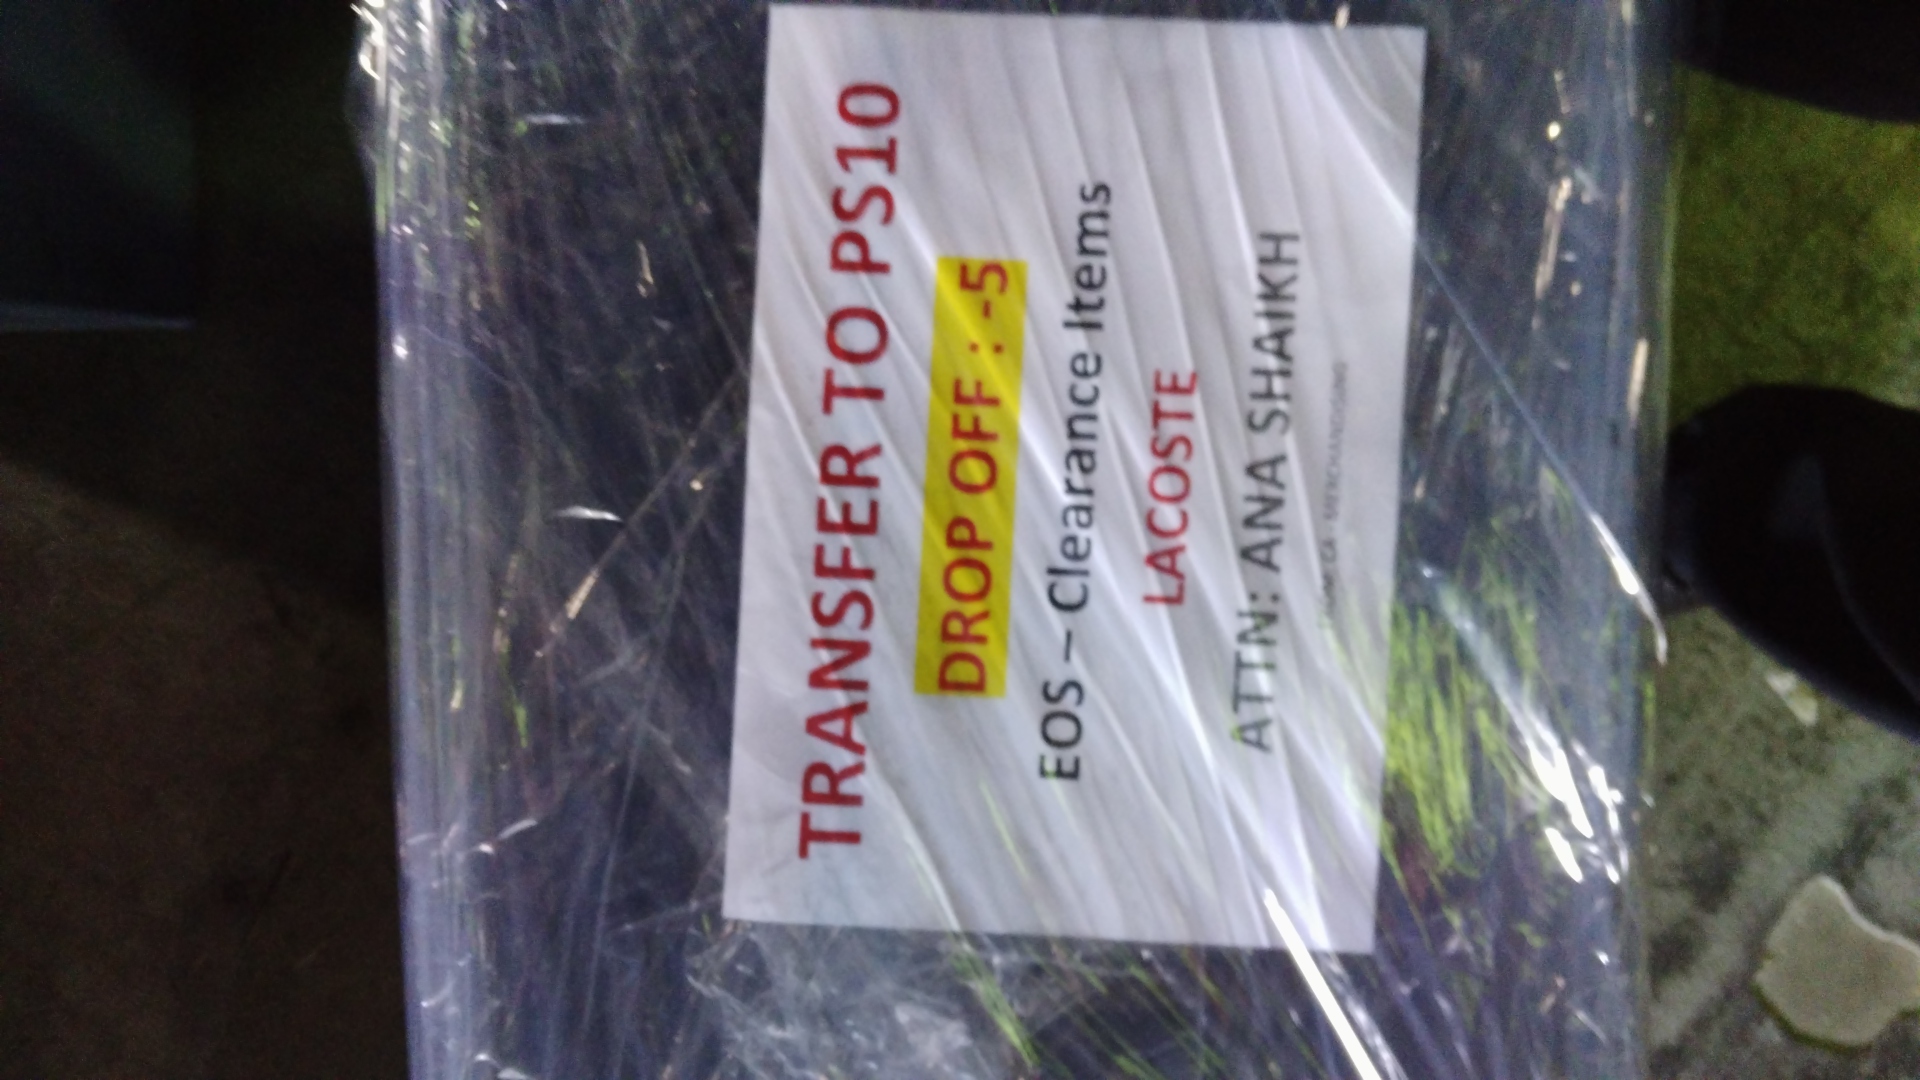 TRANSFER TO PS10
DROP OFF : -5
EOS – Clearance Items
LACOSTE
ATTN: ANA SHAIKH